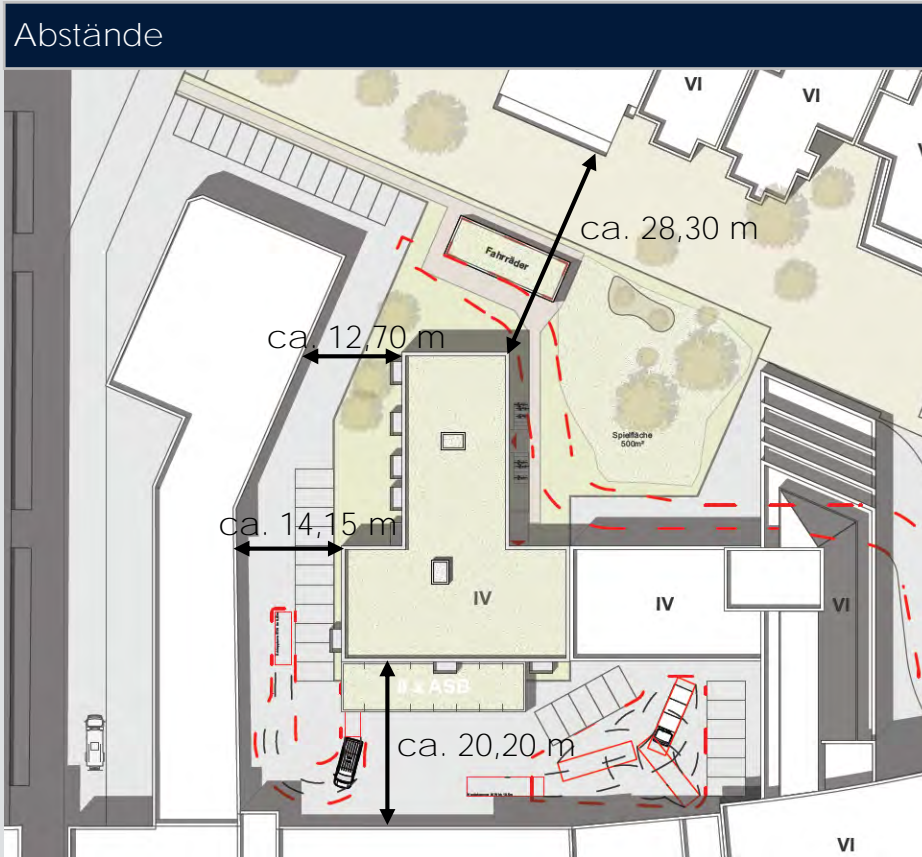 Abstände
VI
VI
ca. 28,30 m
Fahrräder
ca. 12,70 m
Spielfläche
500m²
ca. 14,15 m
IV
IV
VI
ca. 20,20 m
VI